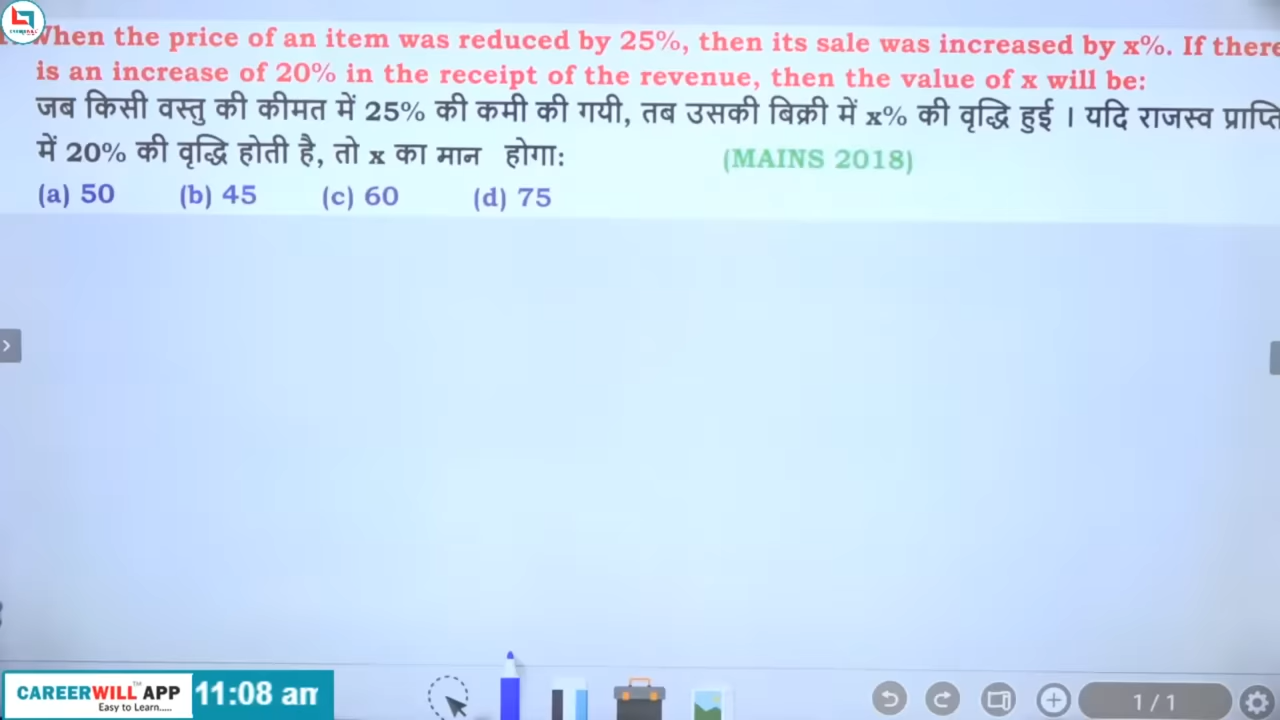 When the price of an item was reduced by 25%, then its sale was increased by x%. If there
is an increase of 20% in the receipt of the revenue, then the value of x will be:
जब किसी वस्तु की कीमत में 25% की कमी की गयी, तब उसकी बिक्री में x% की वृद्धि हुई । यदि राजस्व प्राप्ति
में 20% की वृद्धि होती है, तो x का मान होगा: (MAINS 2018)
(a) 50 (b) 45 (c) 60 (d) 75
CAREERWILL™ APP 11:08 am
Easy to Learn.....
1 / 1